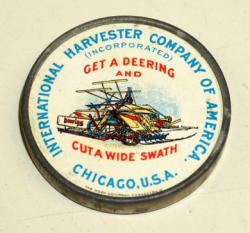 INTERNATIONAL HARVESTER COMPANY OF AMERICA
(INCORPORATED)
GET A DEERING
AND
CUT A WIDE SWATH
CHICAGO, U.S.A.